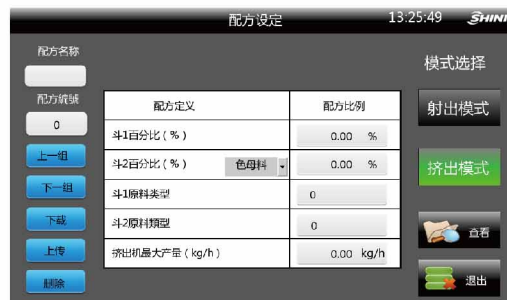 配方设定 13:25:49 SHINI
配方名称
模式选择
配方编號
0
配方定义 配方比例
射出模式
斗1百分比(%) 0.00 %
上一组
斗2百分比(%) 色母料 0.00 %
挤出模式
下一组
斗1原料类型 0
下载
斗2原料類型 0
查看
上传
挤出机最大产量(kg/h) 0.00 kg/h
删除
退出